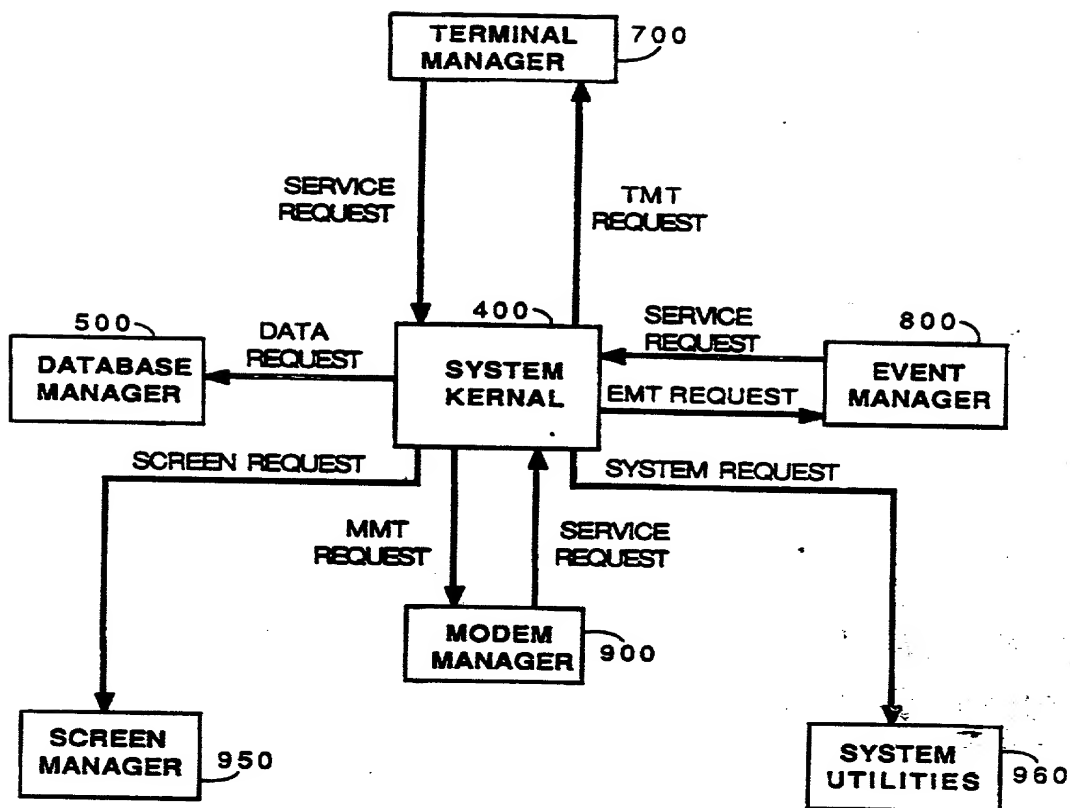 TERMINAL
MANAGER
700
SERVICE
REQUEST
TMT
REQUEST
500
DATA
REQUEST
400
SERVICE
REQUEST
800
DATABASE
MANAGER
SYSTEM
KERNAL
EVENT
MANAGER
EMT REQUEST
SCREEN REQUEST
SYSTEM REQUEST
MMT
REQUEST
SERVICE
REQUEST
MODEM
MANAGER
900
SCREEN
MANAGER
950
SYSTEM
UTILITIES
960